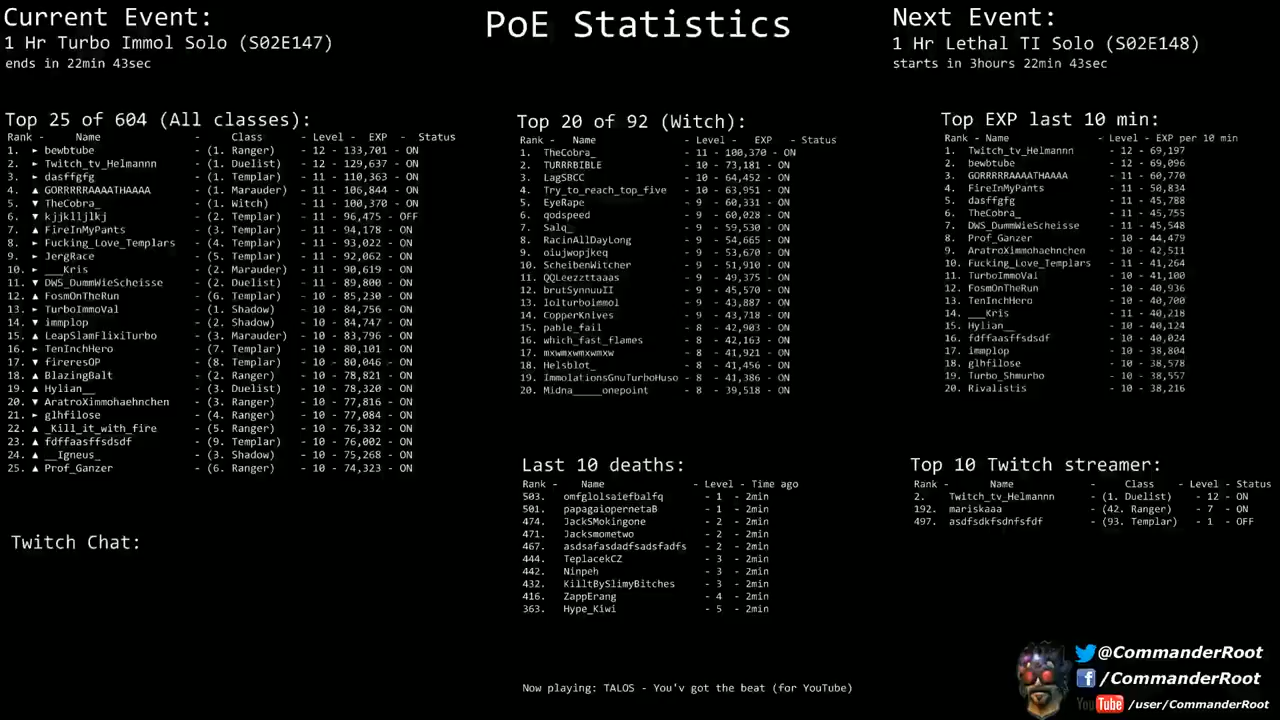 Current Event:
1 Hr Turbo Immol Solo (S02E147)
ends in 22min 43sec
PoE Statistics
Next Event:
1 Hr Lethal TI Solo (S02E148)
starts in 3hours 22min 43sec
Top 25 of 604 (All classes):
Rank - Name - Class - Level - EXP - Status
1. ► bewbtube - (1. Ranger) - 12 - 133,701 - ON
2. ► Twitch_tv_Helmannn - (1. Duelist) - 12 - 129,637 - ON
3. ► dasffgfg - (1. Templar) - 11 - 110,363 - ON
4. ▲ GORRRRRAAAATHAAAA - (1. Marauder) - 11 - 106,844 - ON
5. ▼ TheCobra_ - (1. Witch) - 11 - 100,370 - ON
6. ▼ kjjklljlkj - (2. Templar) - 11 - 96,475 - OFF
7. ▲ FireInMyPants - (3. Templar) - 11 - 94,178 - ON
8. ► Fucking_Love_Templars - (4. Templar) - 11 - 93,022 - ON
9. ► JergRace - (5. Templar) - 11 - 92,062 - ON
10. ► ___Kris - (2. Marauder) - 11 - 90,619 - ON
11. ▼ DWS_DummWieScheisse - (2. Duelist) - 11 - 89,800 - ON
12. ▲ FosmOnTheRun - (6. Templar) - 10 - 85,230 - ON
13. ▲ TurboImmoVal - (1. Shadow) - 10 - 84,756 - ON
14. ▼ immplop - (2. Shadow) - 10 - 84,747 - ON
15. ▲ LeapSlamFlixiTurbo - (3. Marauder) - 10 - 83,796 - ON
16. ► TenInchHero - (7. Templar) - 10 - 80,101 - ON
17. ▼ fireresOP - (8. Templar) - 10 - 80,046 - ON
18. ▲ BlazingBalt - (2. Ranger) - 10 - 78,821 - ON
19. ▲ Hylian__ - (3. Duelist) - 10 - 78,320 - ON
20. ▼ AratroXimmohaehnchen - (3. Ranger) - 10 - 77,816 - ON
21. ► glhfilose - (4. Ranger) - 10 - 77,084 - ON
22. ▲ _Kill_it_with_fire - (5. Ranger) - 10 - 76,332 - ON
23. ▲ fdffaasffsdsdf - (9. Templar) - 10 - 76,002 - ON
24. ▲ __Igneus_ - (3. Shadow) - 10 - 75,268 - ON
25. ▲ Prof_Ganzer - (6. Ranger) - 10 - 74,323 - ON
Top 20 of 92 (Witch):
Rank - Name - Level - EXP - Status
1. TheCobra_ - 11 - 100,370 - ON
2. TURRRBIBLE - 10 - 73,181 - ON
3. LagSBCC - 10 - 64,452 - ON
4. Try_to_reach_top_five - 10 - 63,951 - ON
5. EyeRape - 9 - 60,331 - ON
6. qodspeed - 9 - 60,028 - ON
7. Salq_ - 9 - 59,530 - ON
8. RacinAllDayLong - 9 - 54,665 - ON
9. oiujwopjkeq - 9 - 53,670 - ON
10. ScheibenWitcher - 9 - 51,910 - ON
11. QQLeezzttaaas - 9 - 49,375 - ON
12. brutSynnuuII - 9 - 45,570 - ON
13. lolturboimmol - 9 - 43,887 - ON
14. CopperKnives - 9 - 43,718 - ON
15. pable_fail - 8 - 42,903 - ON
16. which_fast_flames - 8 - 42,163 - ON
17. mxwmxwmxwmxw - 8 - 41,921 - ON
18. Helsblot_ - 8 - 41,456 - ON
19. ImmolationsGnuTurboHuso - 8 - 41,386 - ON
20. Midna_____onepoint - 8 - 39,518 - ON
Top EXP last 10 min:
Rank - Name - Level - EXP per 10 min
1. Twitch_tv_Helmannn - 12 - 69,197
2. bewbtube - 12 - 69,096
3. GORRRRRAAAATHAAAA - 11 - 60,770
4. FireInMyPants - 11 - 50,834
5. dasffgfg - 11 - 45,788
6. TheCobra_ - 11 - 45,755
7. DWS_DummWieScheisse - 11 - 45,548
8. Prof_Ganzer - 10 - 44,479
9. AratroXimmohaehnchen - 10 - 42,511
10. Fucking_Love_Templars - 11 - 41,264
11. TurboImmoVal - 10 - 41,100
12. FosmOnTheRun - 10 - 40,936
13. TenInchHero - 10 - 40,700
14. ___Kris - 11 - 40,218
15. Hylian__ - 10 - 40,124
16. fdffaasffsdsdf - 10 - 40,024
17. immplop - 10 - 38,804
18. glhfilose - 10 - 38,578
19. Turbo_Shmurbo - 10 - 38,557
20. Rivalistis - 10 - 38,216
Last 10 deaths:
Rank - Name - Level - Time ago
503. omfglolsaiefbalfq - 1 - 2min
501. papagaiopernetaB - 1 - 2min
474. JackSMokingone - 2 - 2min
471. Jacksmometwo - 2 - 2min
467. asdsafasdadfsadsfadfs - 2 - 2min
444. TeplacekCZ - 3 - 2min
442. Ninpeh - 3 - 2min
432. KilltBySlimyBitches - 3 - 2min
416. ZappErang - 4 - 2min
363. Hype_Kiwi - 5 - 2min
Top 10 Twitch streamer:
Rank - Name - Class - Level - Status
2. Twitch_tv_Helmannn - (1. Duelist) - 12 - ON
192. mariskaaa - (42. Ranger) - 7 - ON
497. asdfsdkfsdnfsfdf - (93. Templar) - 1 - OFF
Twitch Chat:
Now playing: TALOS - You'v got the beat (for YouTube)
@CommanderRoot
/CommanderRoot
YouTube /user/CommanderRoot